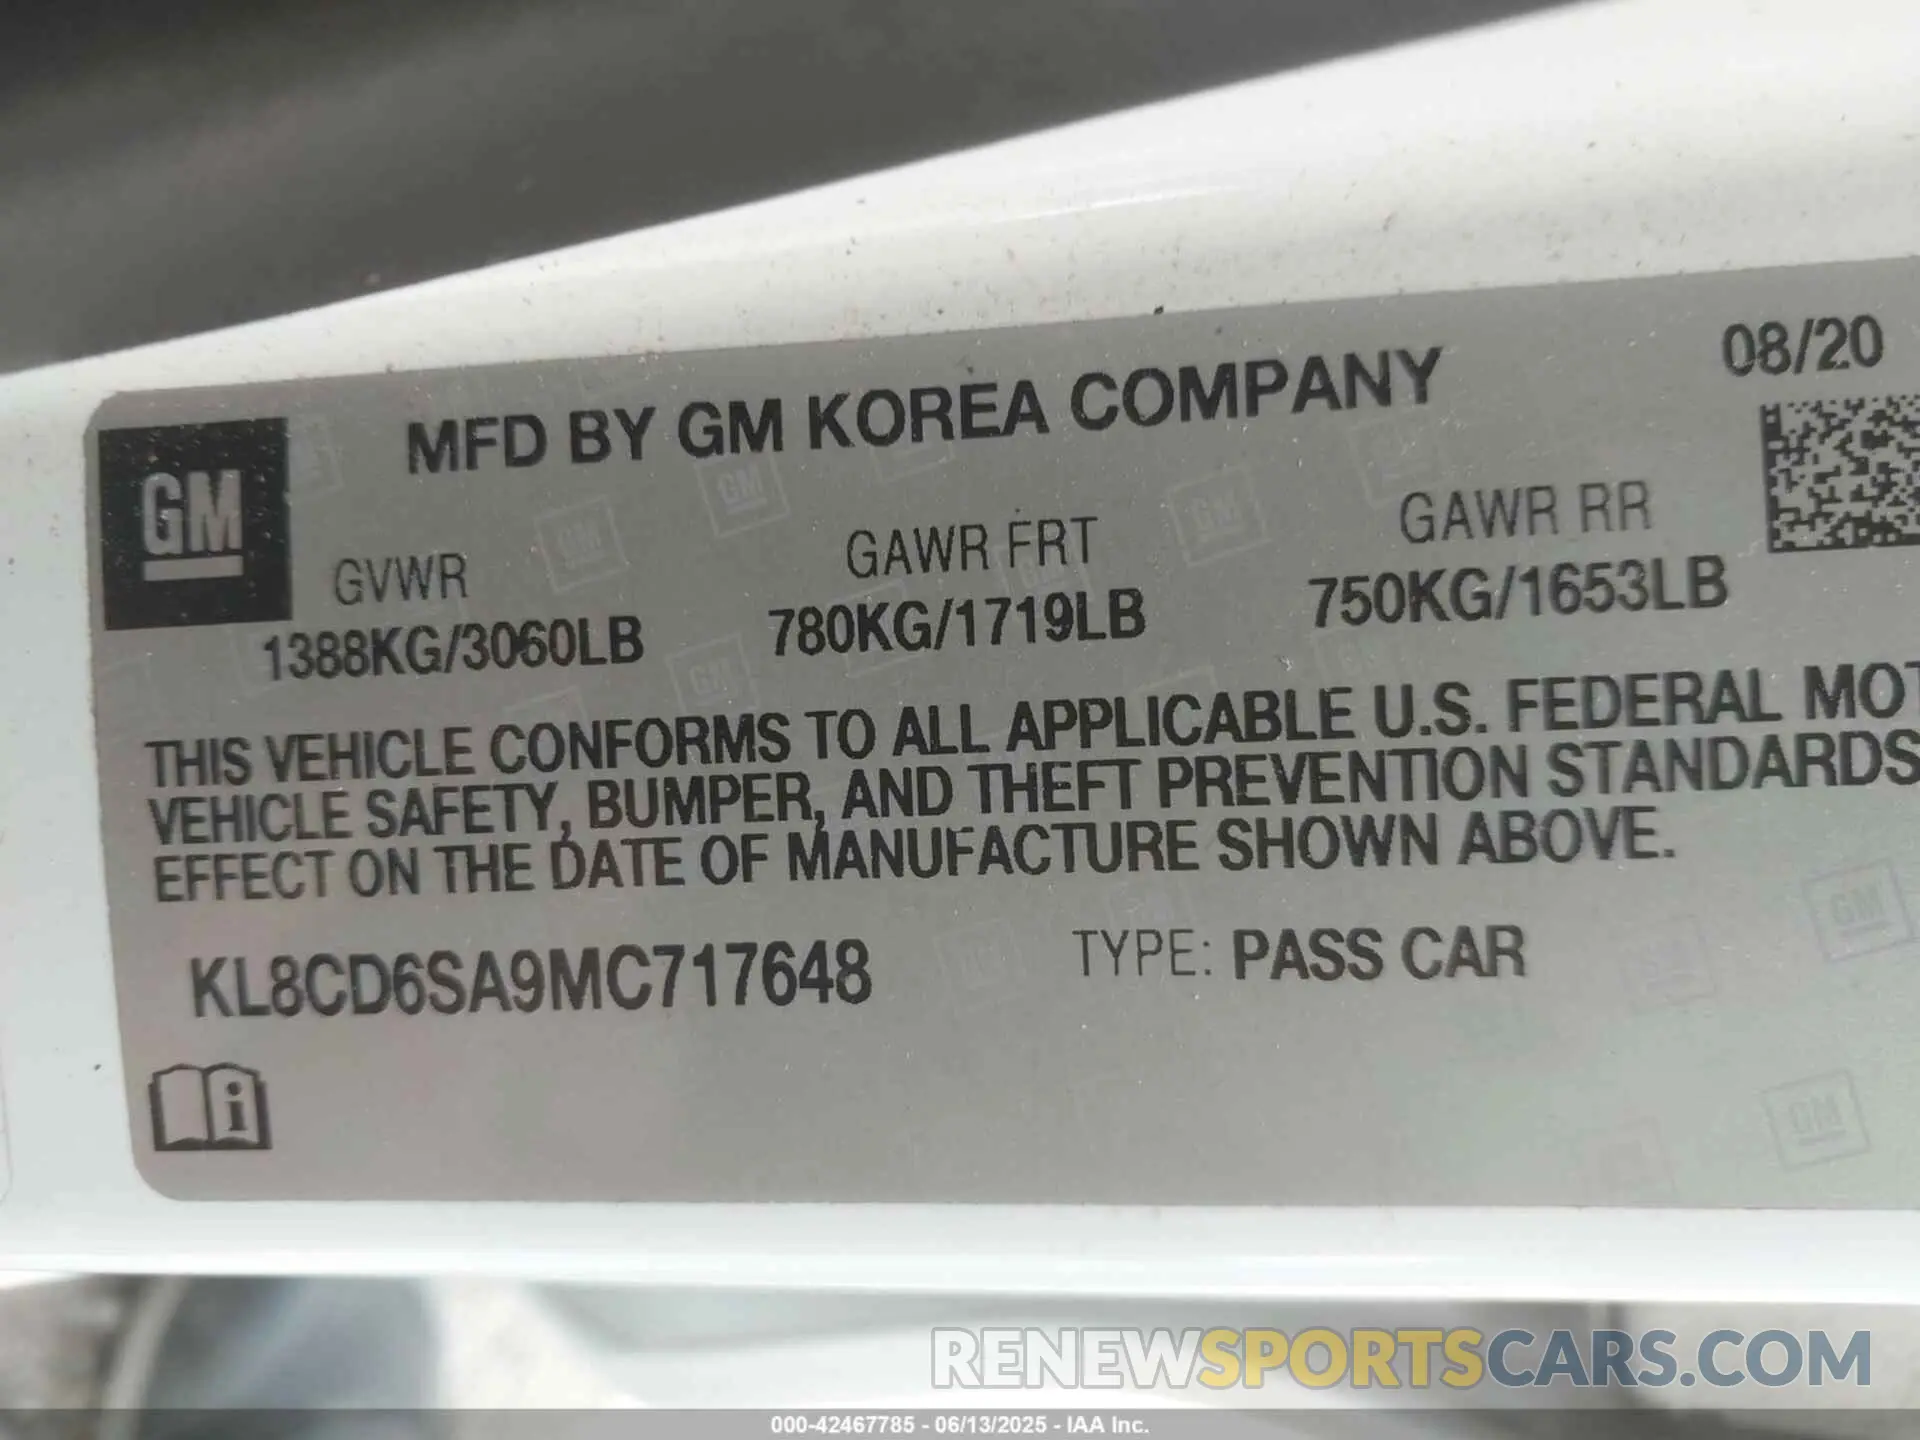 MFD BY GM KOREA COMPANY
08/20
GM
GVWR
GAWR FRT
GAWR RR
1388KG/3060LB
780KG/1719LB
750KG/1653LB
THIS VEHICLE CONFORMS TO ALL APPLICABLE U.S. FEDERAL MOT
VEHICLE SAFETY, BUMPER, AND THEFT PREVENTION STANDARDS
EFFECT ON THE DATE OF MANUFACTURE SHOWN ABOVE.
KL8CD6SA9MC717648
TYPE: PASS CAR
i
RENEWSPORTSCARS.COM
000-42467785 - 06/13/2025 - IAA Inc.